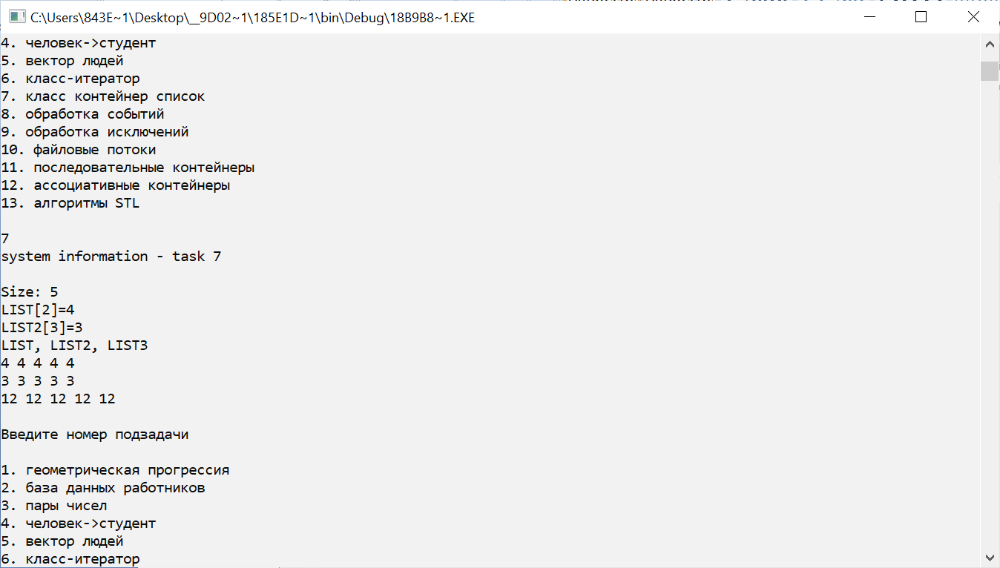 C:\Users\843E~1\Desktop\__9D02~1\185E1D~1\bin\Debug\18B9B8~1.EXE
4. человек->студент
5. вектор людей
6. класс-итератор
7. класс контейнер список
8. обработка событий
9. обработка исключений
10. файловые потоки
11. последовательные контейнеры
12. ассоциативные контейнеры
13. алгоритмы STL
7
system information - task 7
Size: 5
LIST[2]=4
LIST2[3]=3
LIST, LIST2, LIST3
4 4 4 4 4
3 3 3 3 3
12 12 12 12 12
Введите номер подзадачи
1. геометрическая прогрессия
2. база данных работников
3. пары чисел
4. человек->студент
5. вектор людей
6. класс-итератор